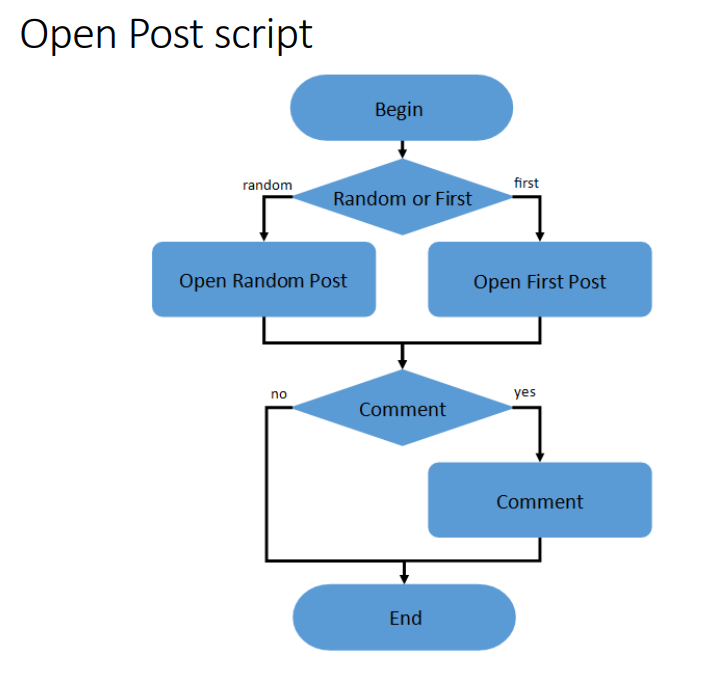 Open Post script
Begin
random
first
Random or First
Open Random Post
Open First Post
no
yes
Comment
Comment
End